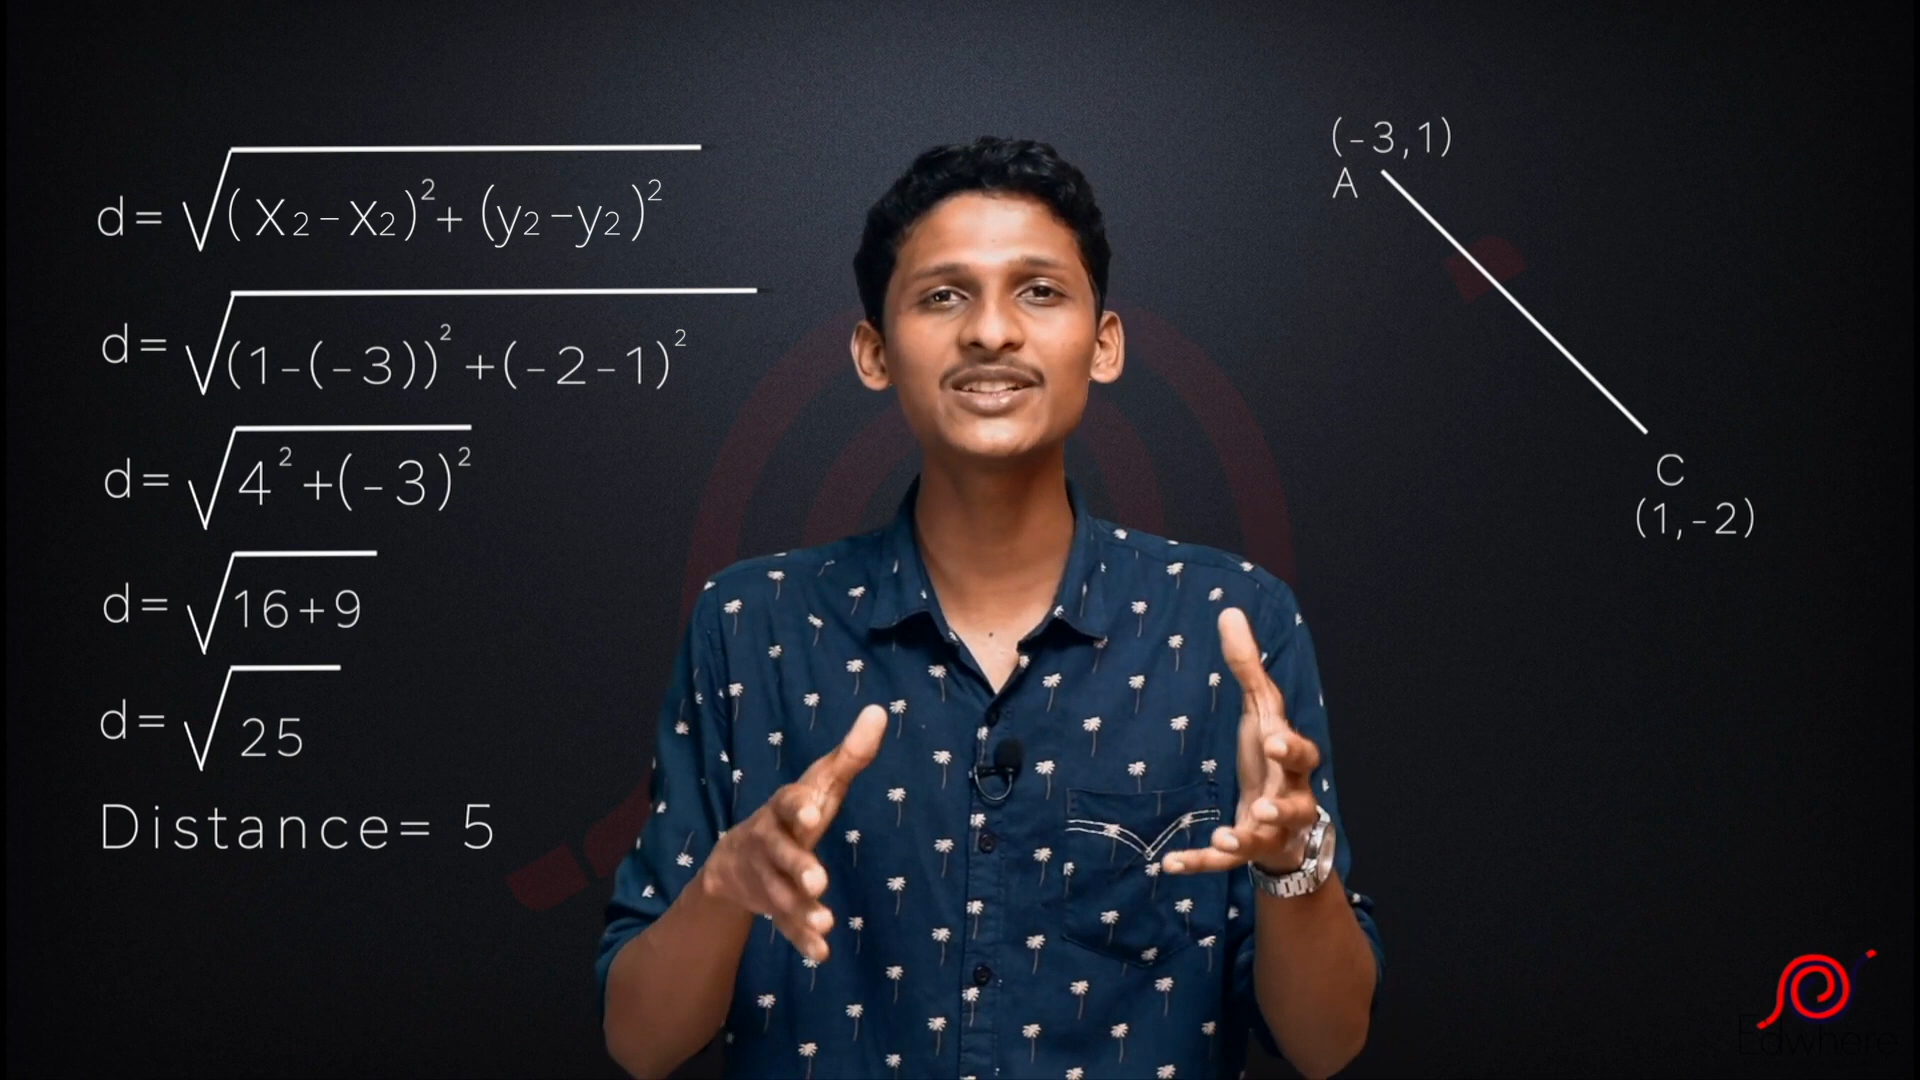 d= √(x₂-x₂)²+(y₂-y₂)²
d= √(1-(-3))²+(-2-1)²
d= √4²+(-3)²
d= √16+9
d= √25
Distance= 5
(-3,1)
A
C
(1,-2)
Edwhere